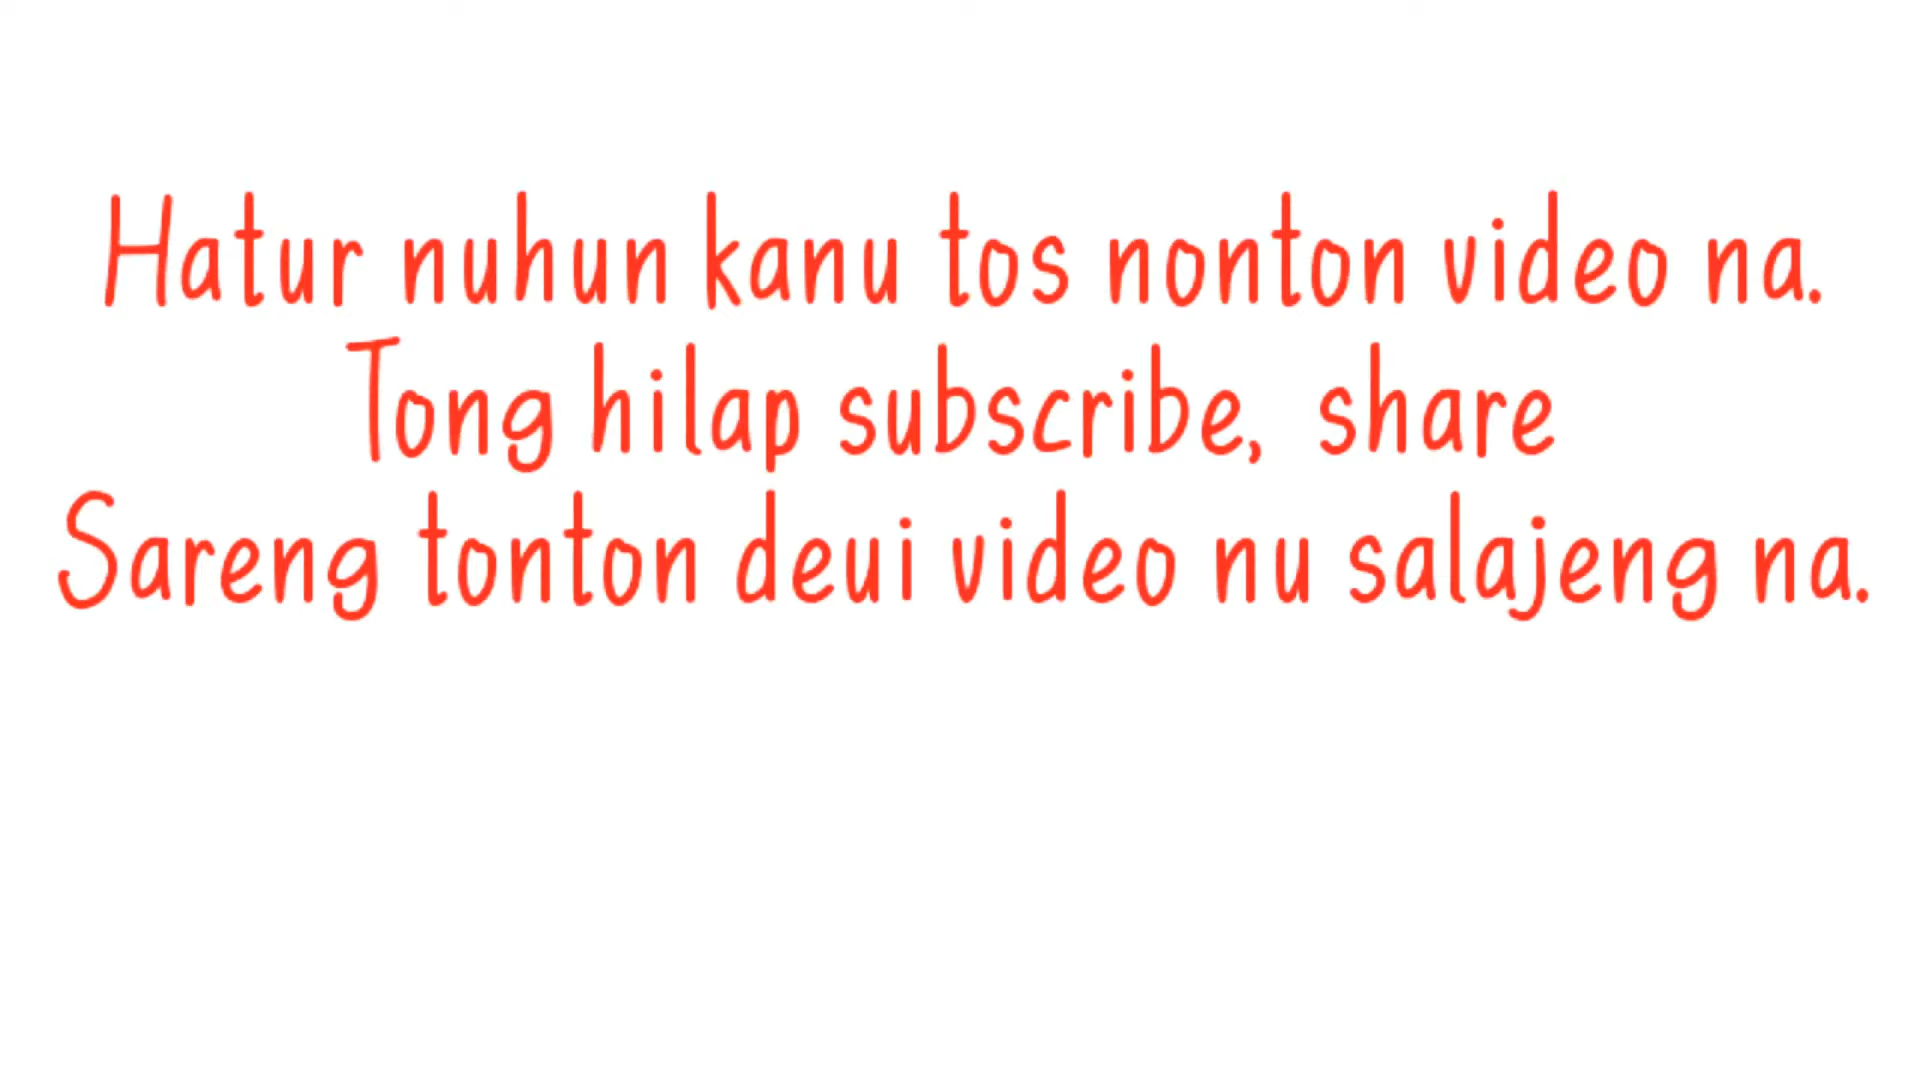 Hatur nuhun kanu tos nonton video na.
Tong hilap subscribe, share
Sareng tonton deui video nu salajeng na.